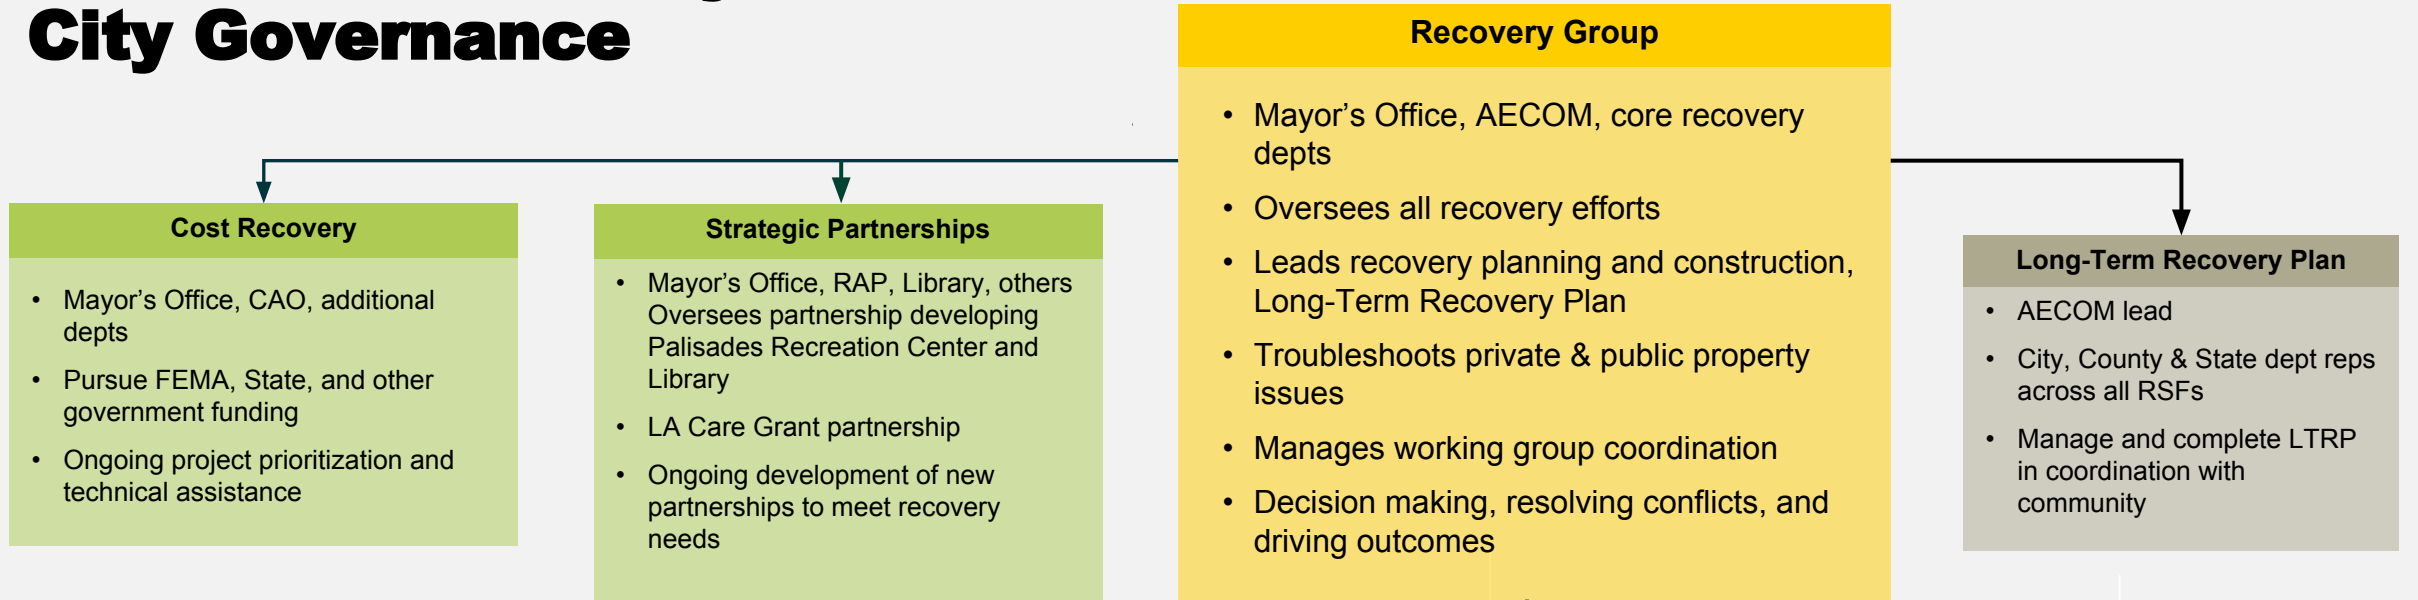 City Governance
Recovery Group
• Mayor's Office, AECOM, core recovery
depts
• Oversees all recovery efforts
• Leads recovery planning and construction,
Long-Term Recovery Plan
• Troubleshoots private & public property
issues
• Manages working group coordination
• Decision making, resolving conflicts, and
driving outcomes
Cost Recovery
• Mayor's Office, CAO, additional
depts
• Pursue FEMA, State, and other
government funding
• Ongoing project prioritization and
technical assistance
Strategic Partnerships
• Mayor's Office, RAP, Library, others
Oversees partnership developing
Palisades Recreation Center and
Library
• LA Care Grant partnership
• Ongoing development of new
partnerships to meet recovery
needs
Long-Term Recovery Plan
• AECOM lead
• City, County & State dept reps
across all RSFs
• Manage and complete LTRP
in coordination with
community